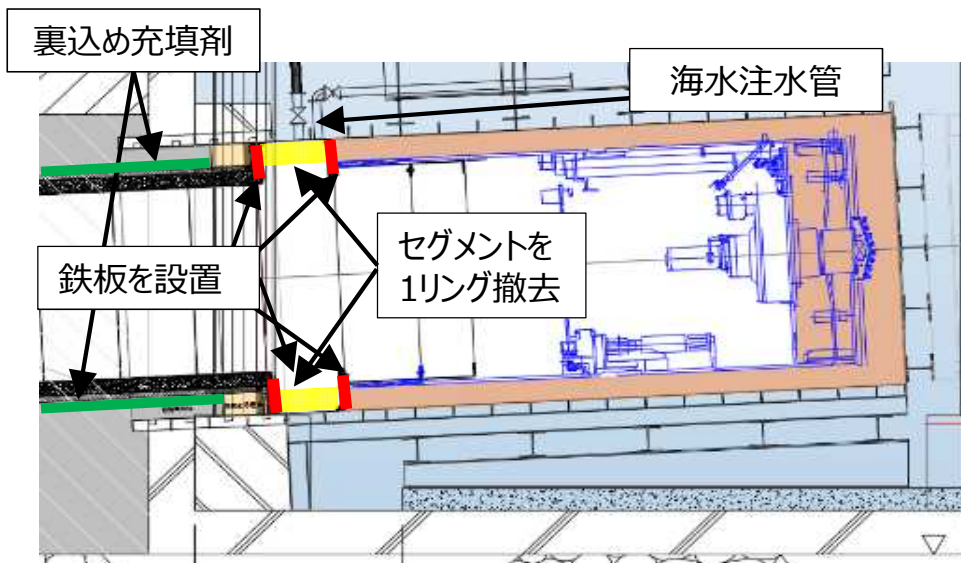 裏込め充填剤
海水注水管
鉄板を設置
セグメントを
1リング撤去